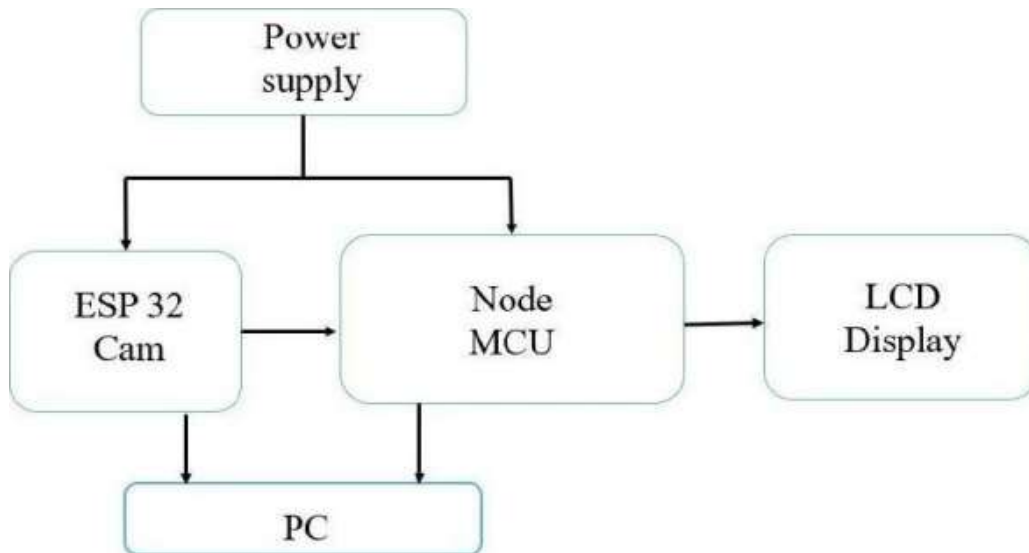 Power
supply
ESP 32
Cam
Node
MCU
LCD
Display
PC